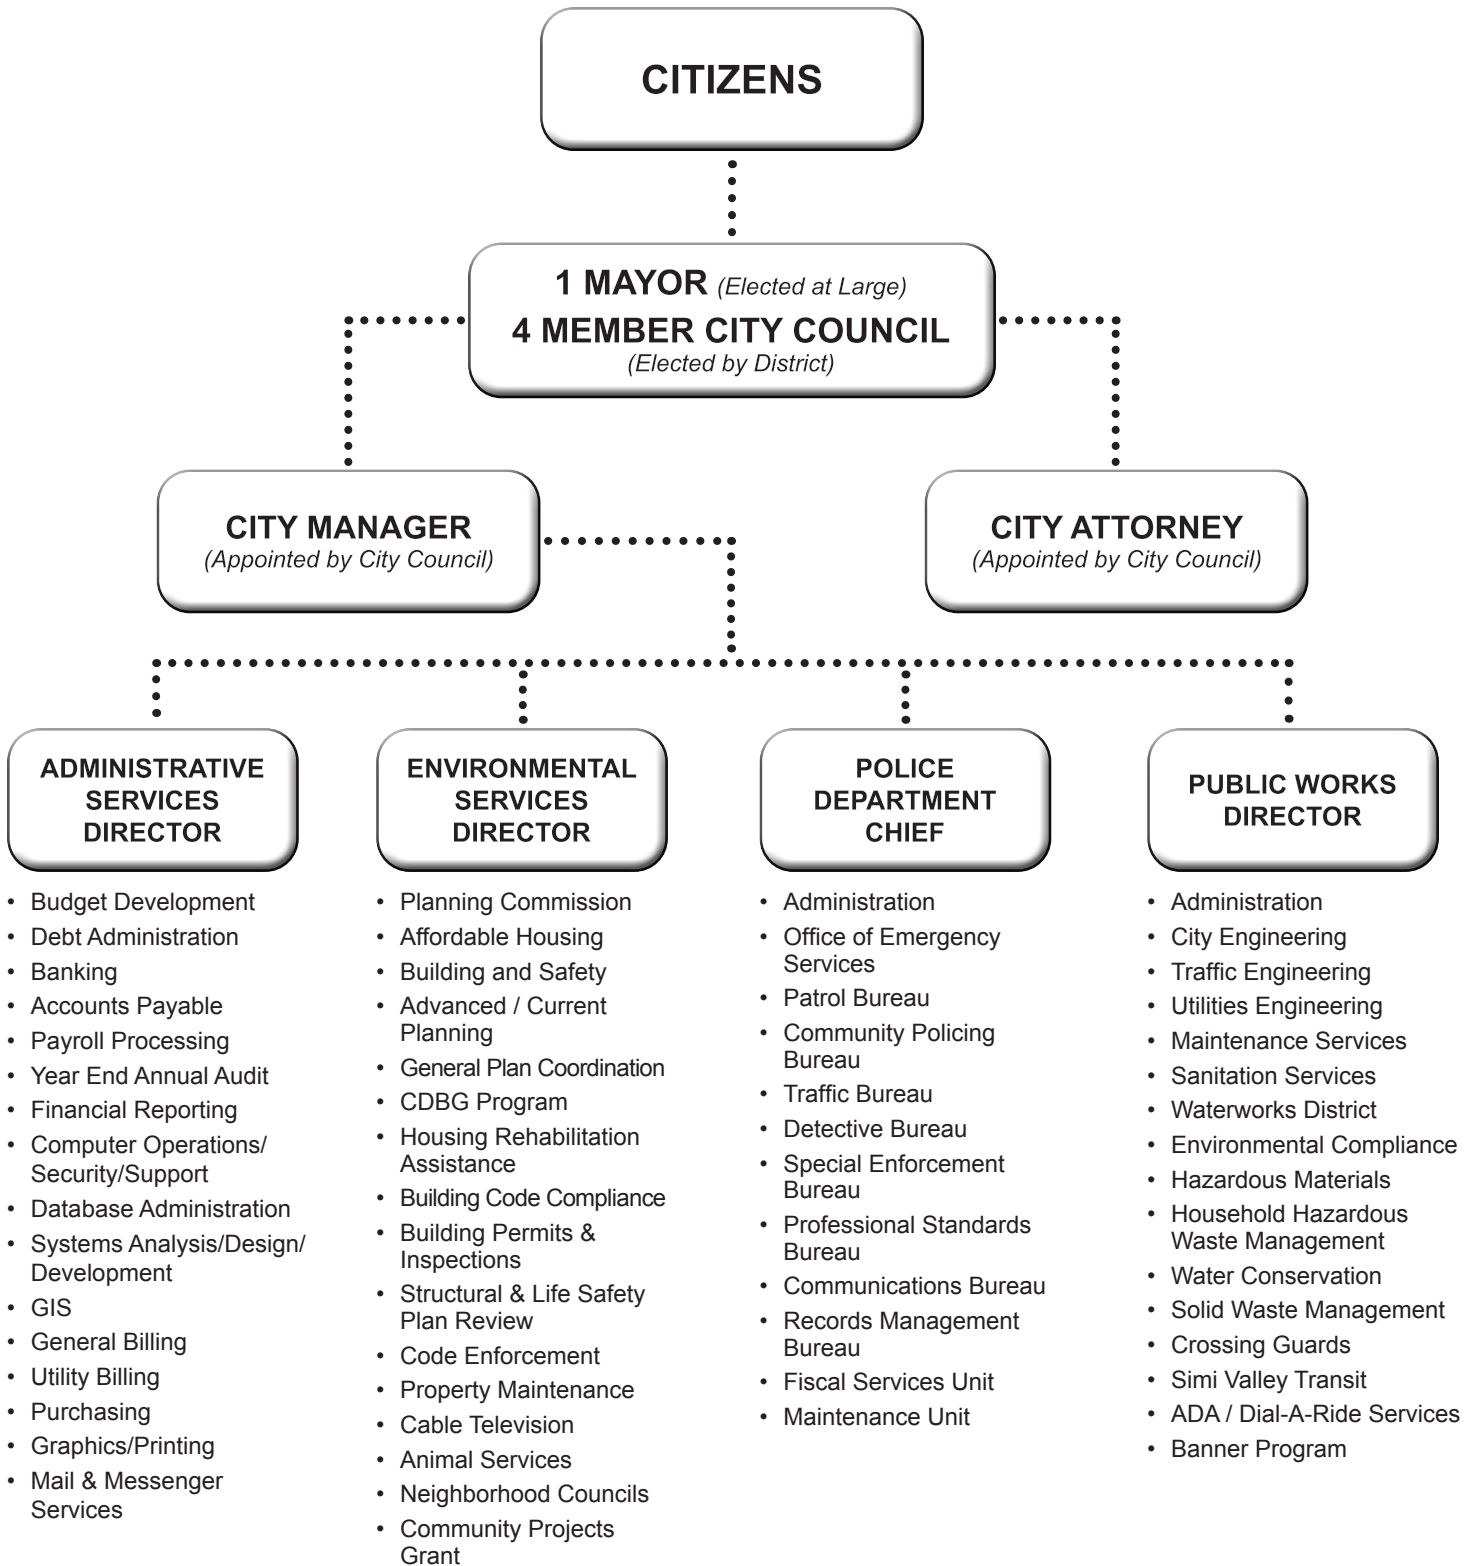 CITIZENS
1 MAYOR (Elected at Large)
4 MEMBER CITY COUNCIL
(Elected by District)
CITY MANAGER
(Appointed by City Council)
CITY ATTORNEY
(Appointed by City Council)
ADMINISTRATIVE
SERVICES
DIRECTOR
• Budget Development
• Debt Administration
• Banking
• Accounts Payable
• Payroll Processing
• Year End Annual Audit
• Financial Reporting
• Computer Operations/
Security/Support
• Database Administration
• Systems Analysis/Design/
Development
• GIS
• General Billing
• Utility Billing
• Purchasing
• Graphics/Printing
• Mail & Messenger
Services
ENVIRONMENTAL
SERVICES
DIRECTOR
• Planning Commission
• Affordable Housing
• Building and Safety
• Advanced / Current
Planning
• General Plan Coordination
• CDBG Program
• Housing Rehabilitation
Assistance
• Building Code Compliance
• Building Permits &
Inspections
• Structural & Life Safety
Plan Review
• Code Enforcement
• Property Maintenance
• Cable Television
• Animal Services
• Neighborhood Councils
• Community Projects
Grant
POLICE
DEPARTMENT
CHIEF
• Administration
• Office of Emergency
Services
• Patrol Bureau
• Community Policing
Bureau
• Traffic Bureau
• Detective Bureau
• Special Enforcement
Bureau
• Professional Standards
Bureau
• Communications Bureau
• Records Management
Bureau
• Fiscal Services Unit
• Maintenance Unit
PUBLIC WORKS
DIRECTOR
• Administration
• City Engineering
• Traffic Engineering
• Utilities Engineering
• Maintenance Services
• Sanitation Services
• Waterworks District
• Environmental Compliance
• Hazardous Materials
• Household Hazardous
Waste Management
• Water Conservation
• Solid Waste Management
• Crossing Guards
• Simi Valley Transit
• ADA / Dial-A-Ride Services
• Banner Program